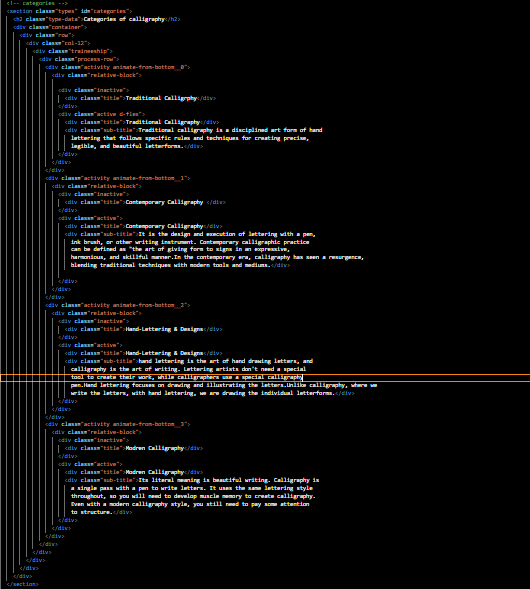 <!-- categories -->
<section class="types" id="categories">
<h2 class="type-data">Categories of calligraphy</h2>
<div class="container">
<div class="row">
<div class="col-12">
<div class="traineeship">
<div class="process-row">
<div class="activity animate-from-bottom__0">
<div class="relative-block">
<div class="inactive">
<div class="title">Traditional Calligrphy</div>
</div>
<div class="active d-flex">
<div class="title">Traditional Calligraphy</div>
<div class="sub-title">Traditional calligraphy is a disciplined art form of hand
lettering that follows specific rules and techniques for creating precise,
legible, and beautiful letterforms.</div>
</div>
</div>
</div>
<div class="activity animate-from-bottom__1">
<div class="relative-block">
<div class="inactive">
<div class="title">Contemporary Calligraphy </div>
</div>
<div class="active">
<div class="title">Contemporary Calligraphy</div>
<div class="sub-title">It is the design and execution of lettering with a pen,
ink brush, or other writing instrument. Contemporary calligraphic practice
can be defined as "the art of giving form to signs in an expressive,
harmonious, and skillful manner.In the contemporary era, calligraphy has seen a resurgence,
blending traditional techniques with modern tools and mediums.</div>
</div>
</div>
</div>
<div class="activity animate-from-bottom__2">
<div class="relative-block">
<div class="inactive">
<div class="title">Hand-Lettering & Designs</div>
</div>
<div class="active">
<div class="title">Hand-Lettering & Designs</div>
<div class="sub-title">hand lettering is the art of hand drawing letters, and
calligraphy is the art of writing. Lettering artists don't need a special
tool to create their work, while calligraphers use a special calligraphy
pen.Hand lettering focuses on drawing and illustrating the letters.Unlike calligraphy, where we
write the letters, with hand lettering, we are drawing the individual letterforms.</div>
</div>
</div>
</div>
<div class="activity animate-from-bottom__3">
<div class="relative-block">
<div class="inactive">
<div class="title">Modren Calligraphy</div>
</div>
<div class="active">
<div class="title">Modren Calligraphy</div>
<div class="sub-title">Its literal meaning is beautiful writing. Calligraphy is
a single pass with a pen to write letters. It uses the same lettering style
throughout, so you will need to develop muscle memory to create calligraphy.
Even with a modern calligraphy style, you still need to pay some attention
to structure.</div>
</div>
</div>
</div>
</div>
</div>
</div>
</div>
</div>
</section>